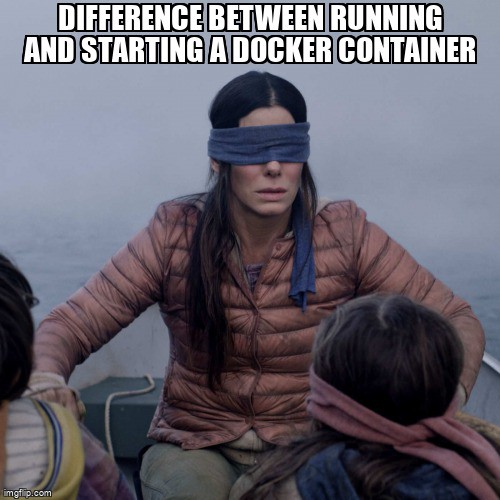 DIFFERENCE BETWEEN RUNNING
AND STARTING A DOCKER CONTAINER
imgflip.com